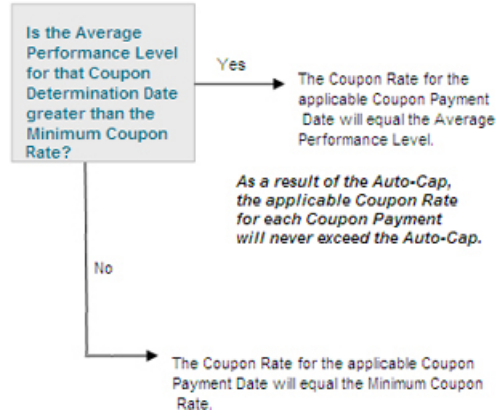 Is the Average
Performance Level
for that Coupon
Determination Date
greater than the
Minimum Coupon
Rate?
Yes
The Coupon Rate for the
applicable Coupon Payment
Date will equal the Average
Performance Level.
As a result of the Auto-Cap,
the applicable Coupon Rate
for each Coupon Payment
will never exceed the Auto-Cap.
No
The Coupon Rate for the applicable Coupon
Payment Date will equal the Minimum Coupon
Rate.